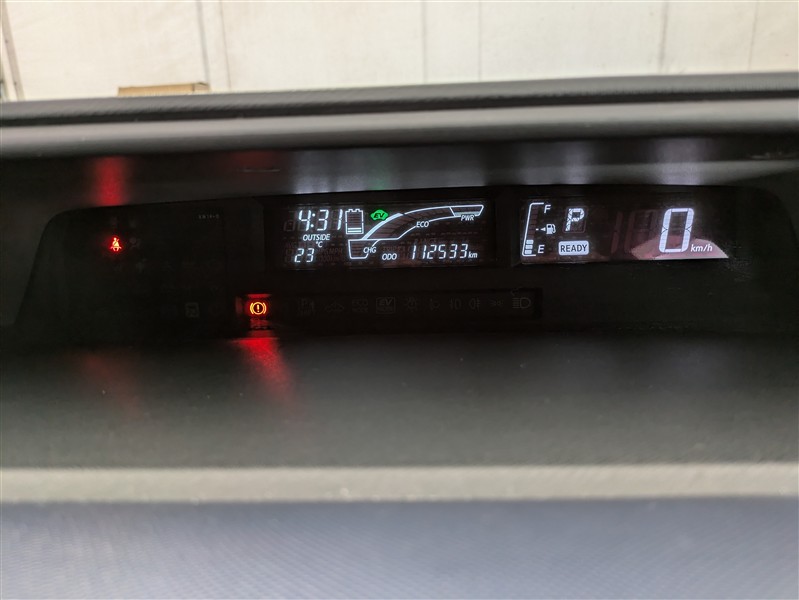 4:31
EV
PWR
ECO
OUTSIDE
°C
23
CHG
ODO 112533 km
F
P
E
READY
0
km/h